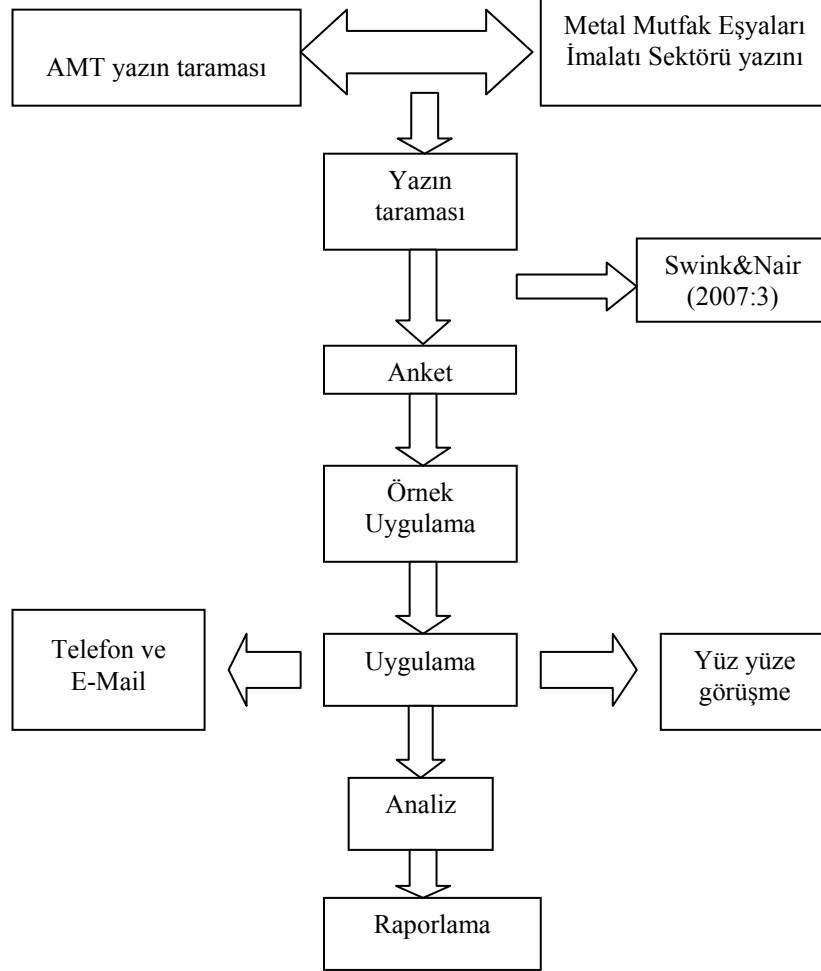 AMT yazın taraması
Metal Mutfak Eşyaları
İmalatı Sektörü yazını
Yazın
taraması
Swink&Nair
(2007:3)
Anket
Örnek
Uygulama
Telefon ve
E-Mail
Uygulama
Yüz yüze
görüşme
Analiz
Raporlama